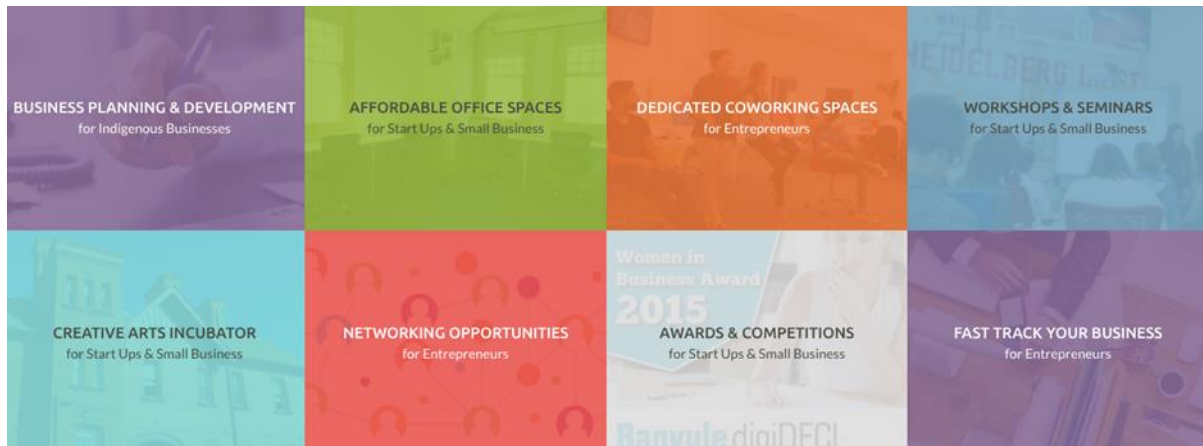 BUSINESS PLANNING & DEVELOPMENT
for Indigenous Businesses
AFFORDABLE OFFICE SPACES
for Start Ups & Small Business
DEDICATED COWORKING SPACES
for Entrepreneurs
HEIDELBERG
WORKSHOPS & SEMINARS
for Start Ups & Small Business
CREATIVE ARTS INCUBATOR
for Start Ups & Small Business
NETWORKING OPPORTUNITIES
for Entrepreneurs
Women in
Business Award
2015
AWARDS & COMPETITIONS
for Start Ups & Small Business
Banyule
FAST TRACK YOUR BUSINESS
for Entrepreneurs